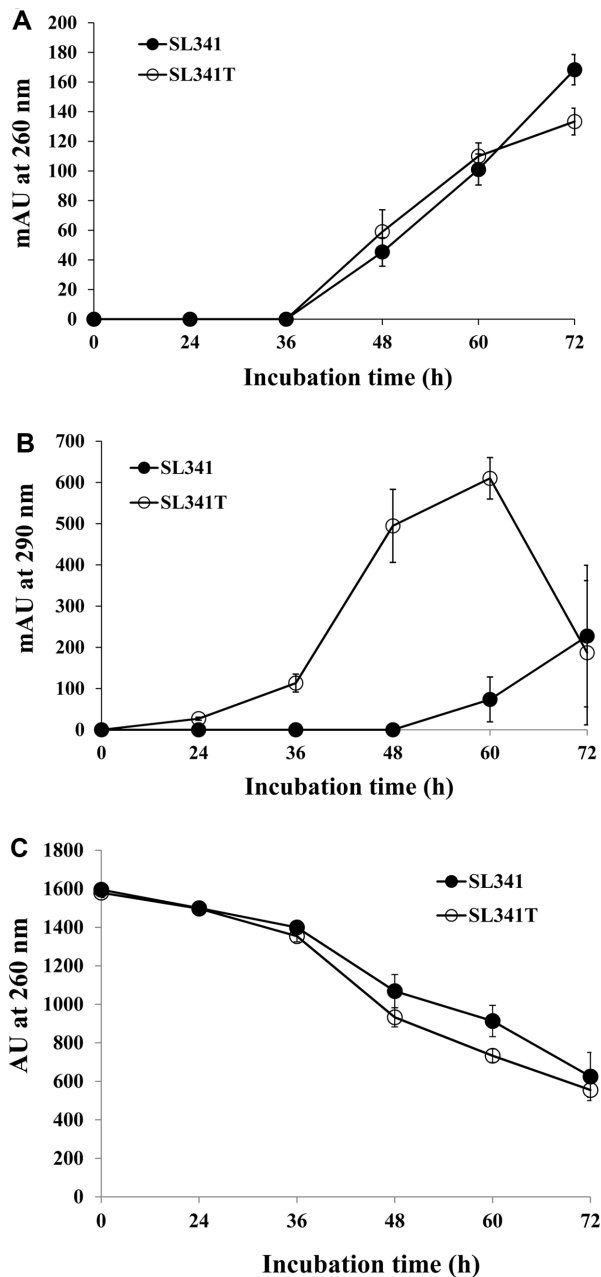 A
SL341
SL341T
mAU at 260 nm
200
180
160
140
120
100
80
60
40
20
0
0 24 36 48 60 72
Incubation time (h)
B
SL341
SL341T
mAU at 290 nm
700
600
500
400
300
200
100
0
0 24 36 48 60 72
Incubation time (h)
C
SL341
SL341T
AU at 260 nm
1800
1600
1400
1200
1000
800
600
400
200
0
0 24 36 48 60 72
Incubation time (h)